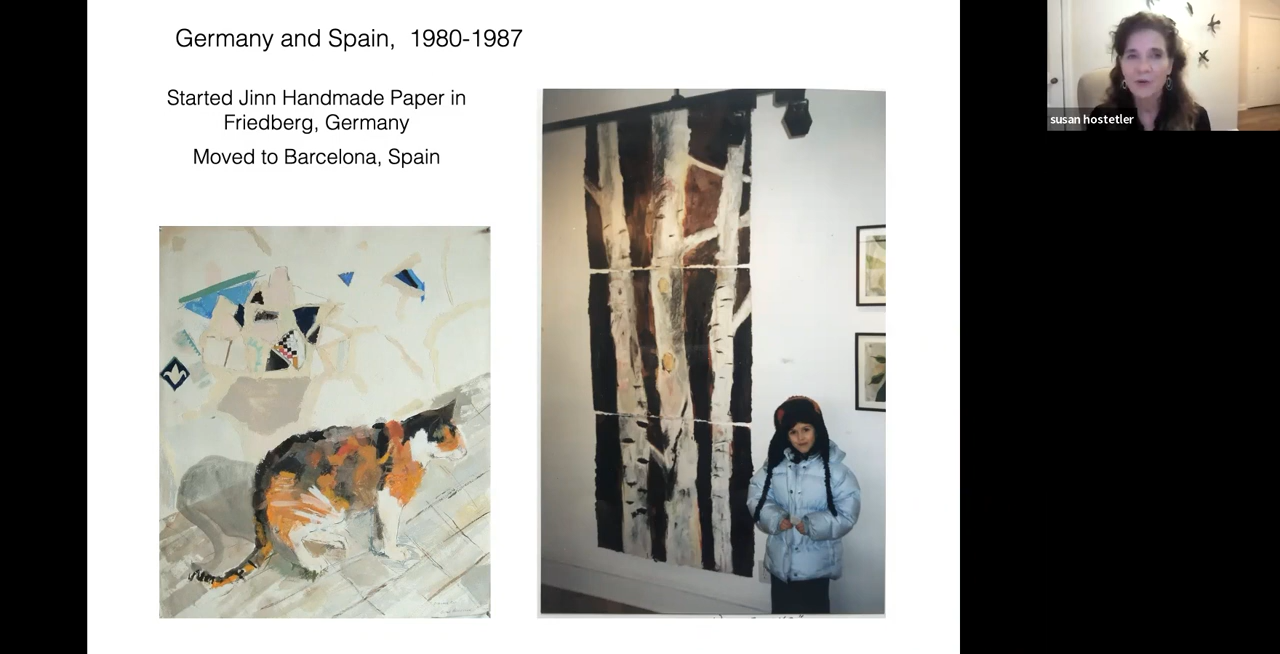 Germany and Spain,  1980-1987
Started Jinn Handmade Paper in
Friedberg, Germany
Moved to Barcelona, Spain
susan hostetler